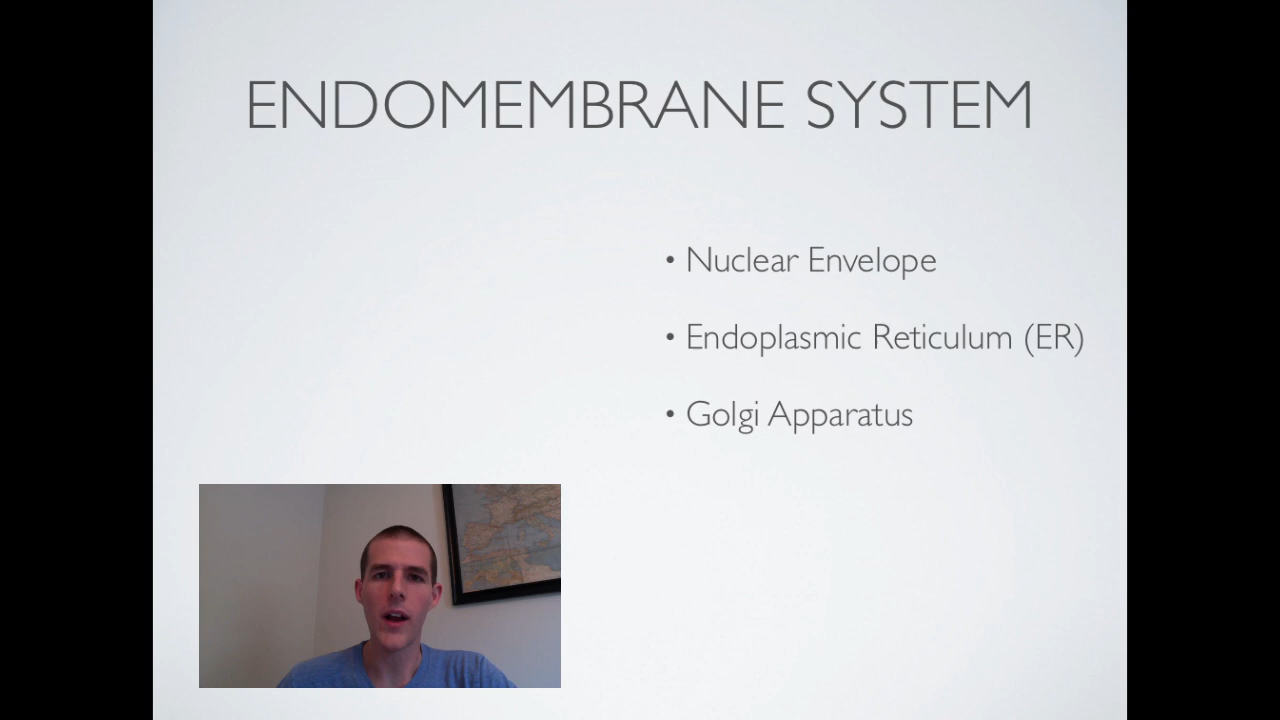 ENDOMEMBRANE SYSTEM
• Nuclear Envelope
• Endoplasmic Reticulum (ER)
• Golgi Apparatus